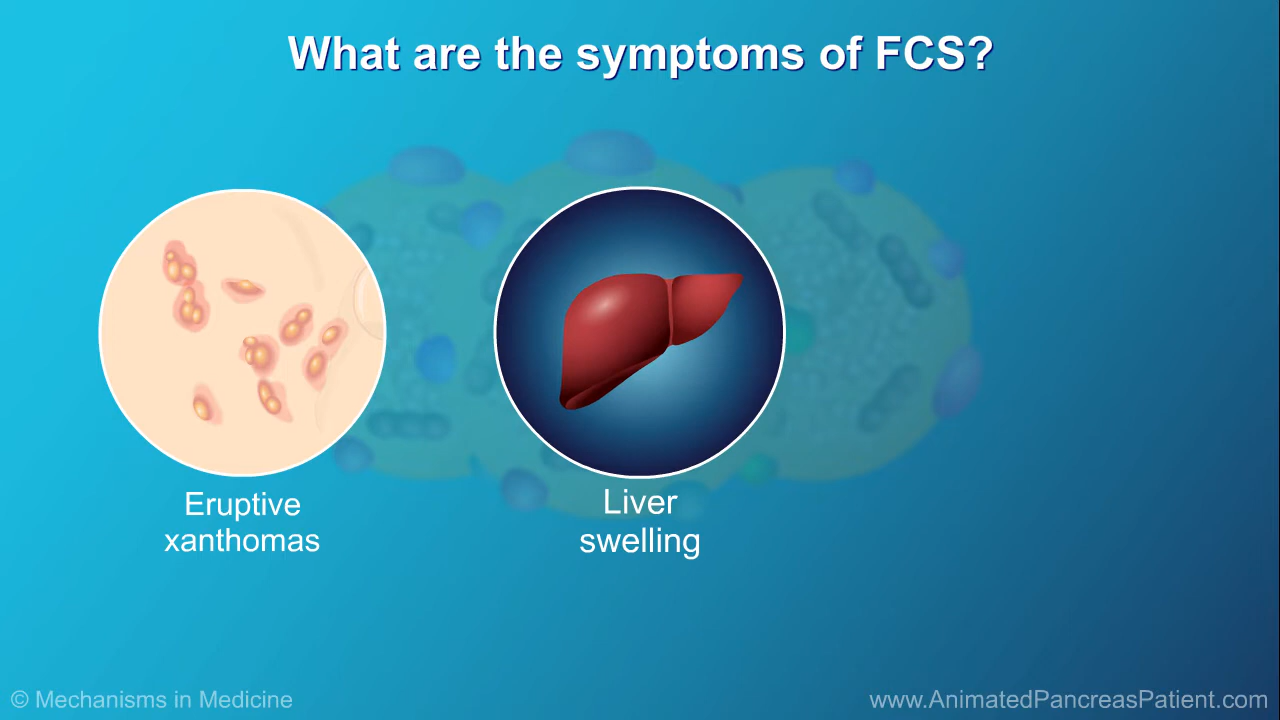 What are the symptoms of FCS?
Eruptive
xanthomas
Liver
swelling
© Mechanisms in Medicine
www.AnimatedPancreasPatient.com